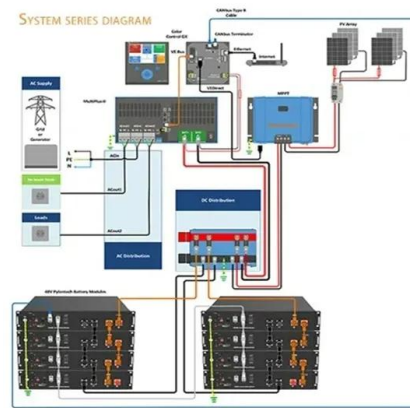 SYSTEM SERIES DIAGRAM
CANbus Type B
Cable
Color
Control GX
CANbus Terminator
PV Array
VE.Bus
Ethernet
Internet
AC Supply
VE.Direct
MPPT
MultiPlus-II
Grid
or
Generator
L
PE
N
ACin
ACout1
Loads
ACout2
DC Distribution
AC Distribution
48V Pylontech Battery Modules